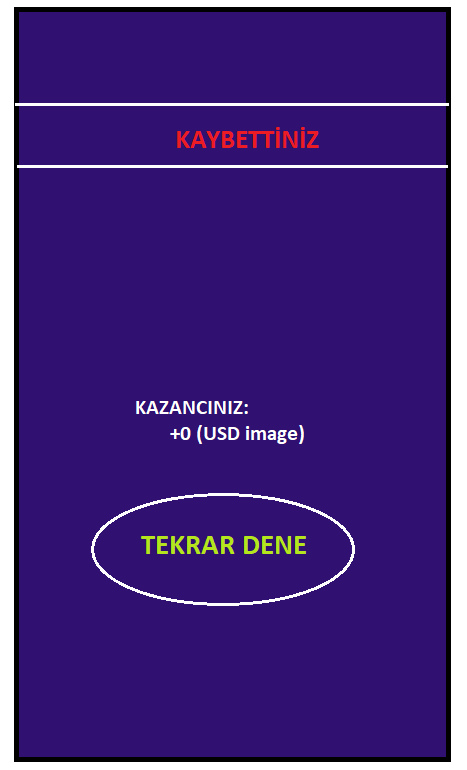 KAYBETTİNİZ
KAZANCINIZ:
+0 (USD image)
TEKRAR DENE